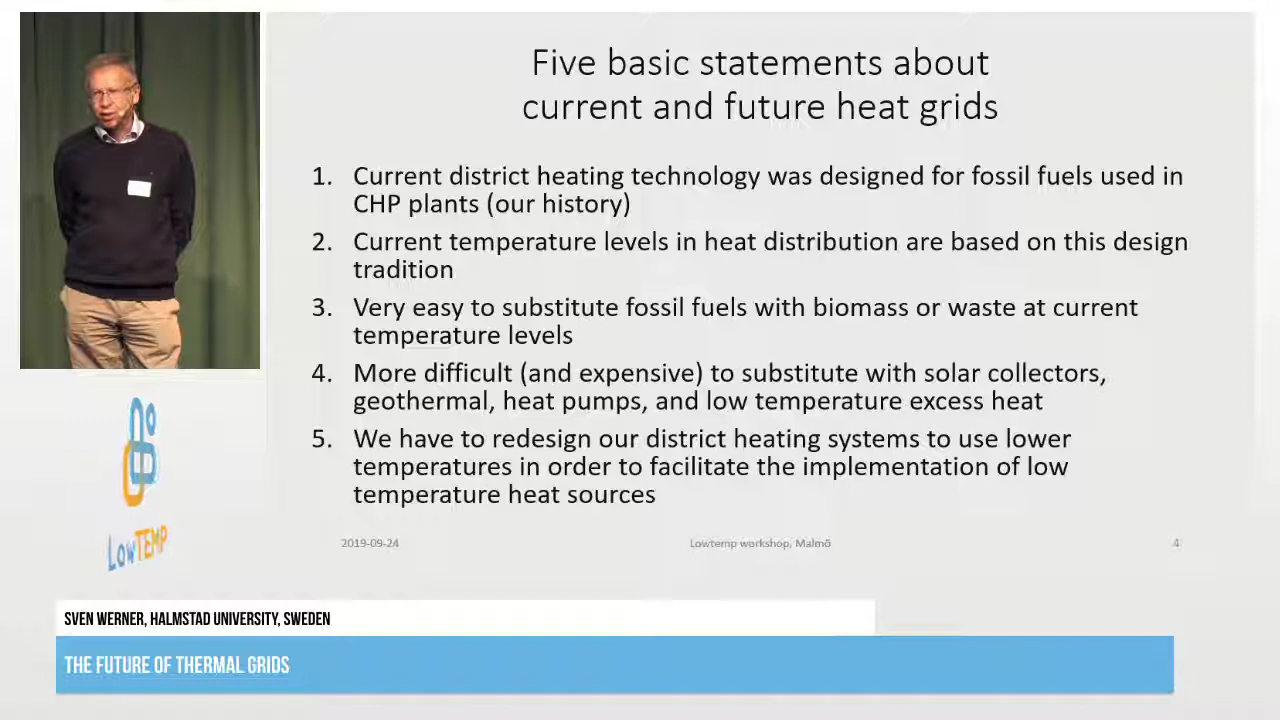 Five basic statements about
current and future heat grids
1. Current district heating technology was designed for fossil fuels used in
CHP plants (our history)
2. Current temperature levels in heat distribution are based on this design
tradition
3. Very easy to substitute fossil fuels with biomass or waste at current
temperature levels
4. More difficult (and expensive) to substitute with solar collectors,
geothermal, heat pumps, and low temperature excess heat
5. We have to redesign our district heating systems to use lower
temperatures in order to facilitate the implementation of low
temperature heat sources
2019-09-24
Lowtemp workshop, Malmö
4
LowTEMP
SVEN WERNER, HALMSTAD UNIVERSITY, SWEDEN
THE FUTURE OF THERMAL GRIDS